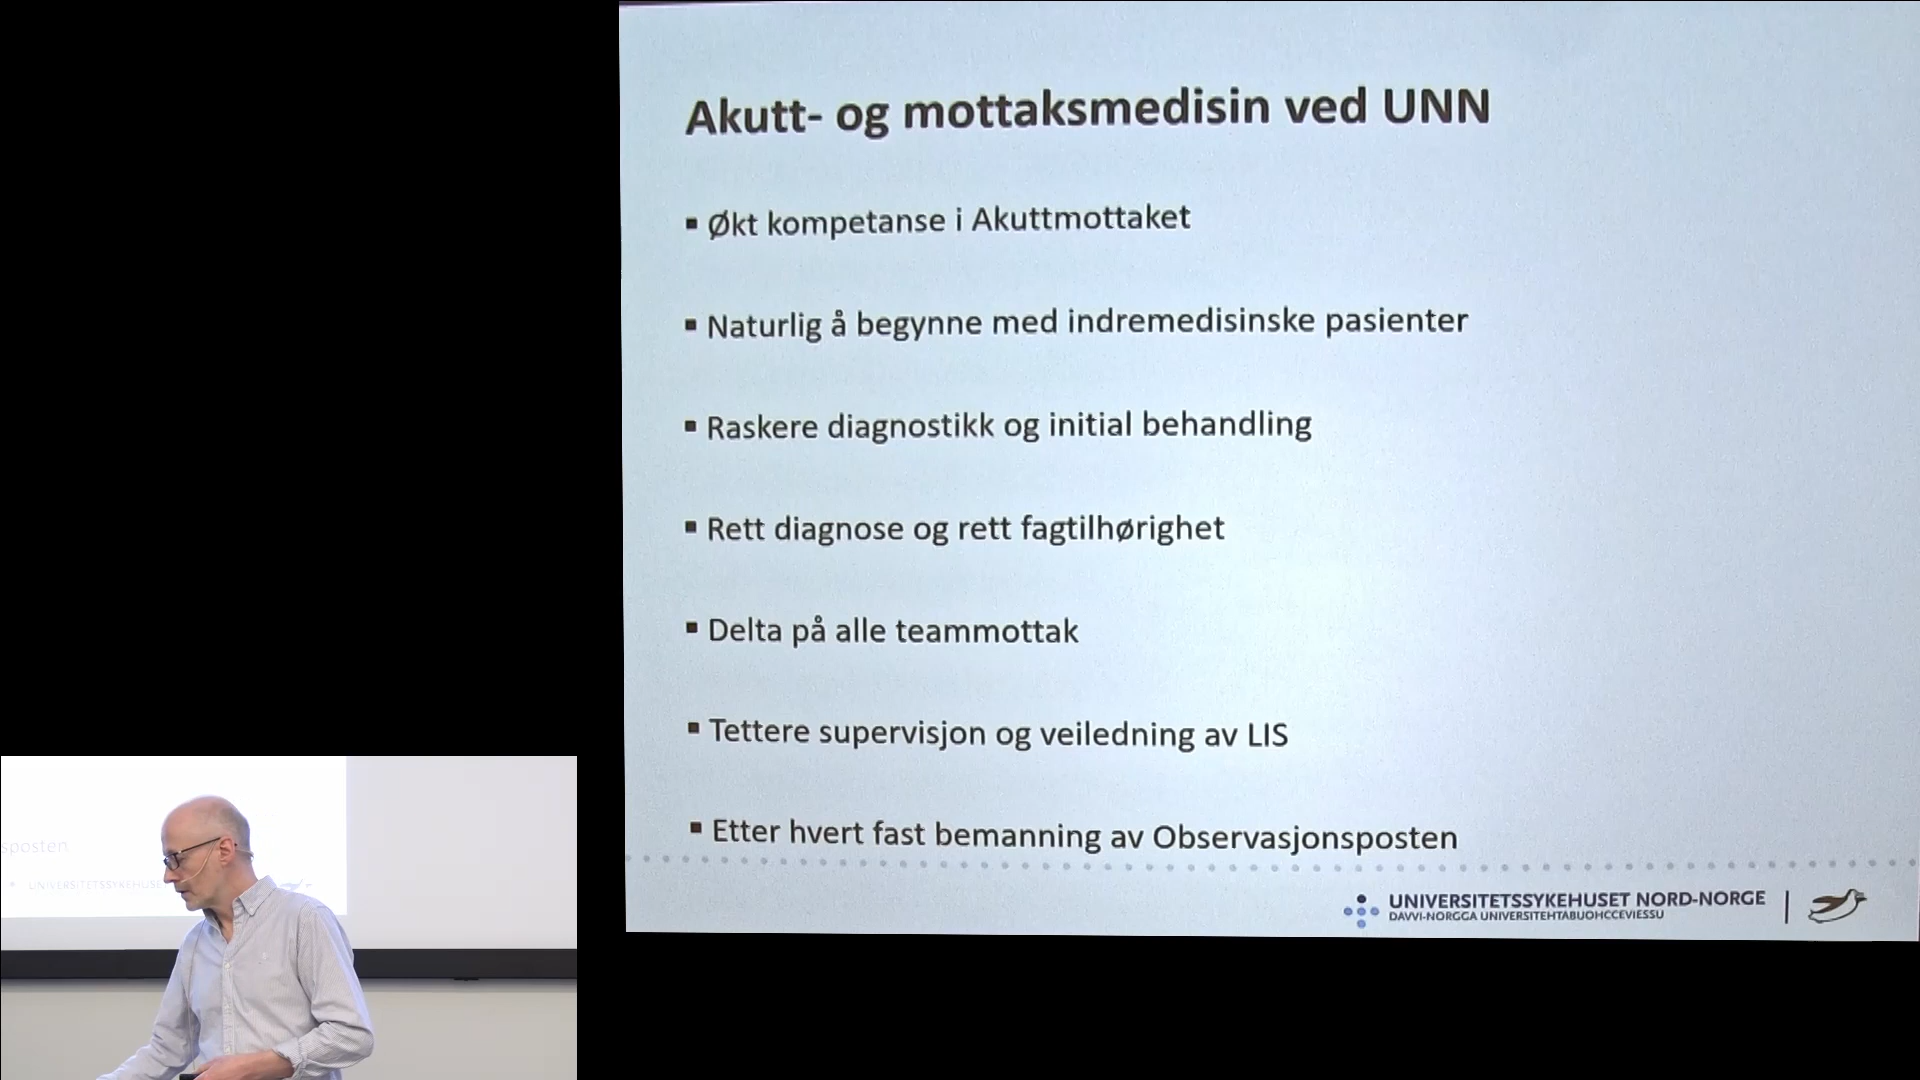 Akutt- og mottaksmedisin ved UNN
▪ Økt kompetanse i Akuttmottaket
▪ Naturlig å begynne med indremedisinske pasienter
▪ Raskere diagnostikk og initial behandling
▪ Rett diagnose og rett fagtilhørighet
▪ Delta på alle teammottak
▪ Tettere supervisjon og veiledning av LIS
▪ Etter hvert fast bemanning av Observasjonsposten
UNIVERSITETSSYKEHUSET NORD-NORGE
DAVVI-NORGGA UNIVERSITEHTABUOHCCEVIESSU
sposten
UNIVERSITETSSYKEHUSE